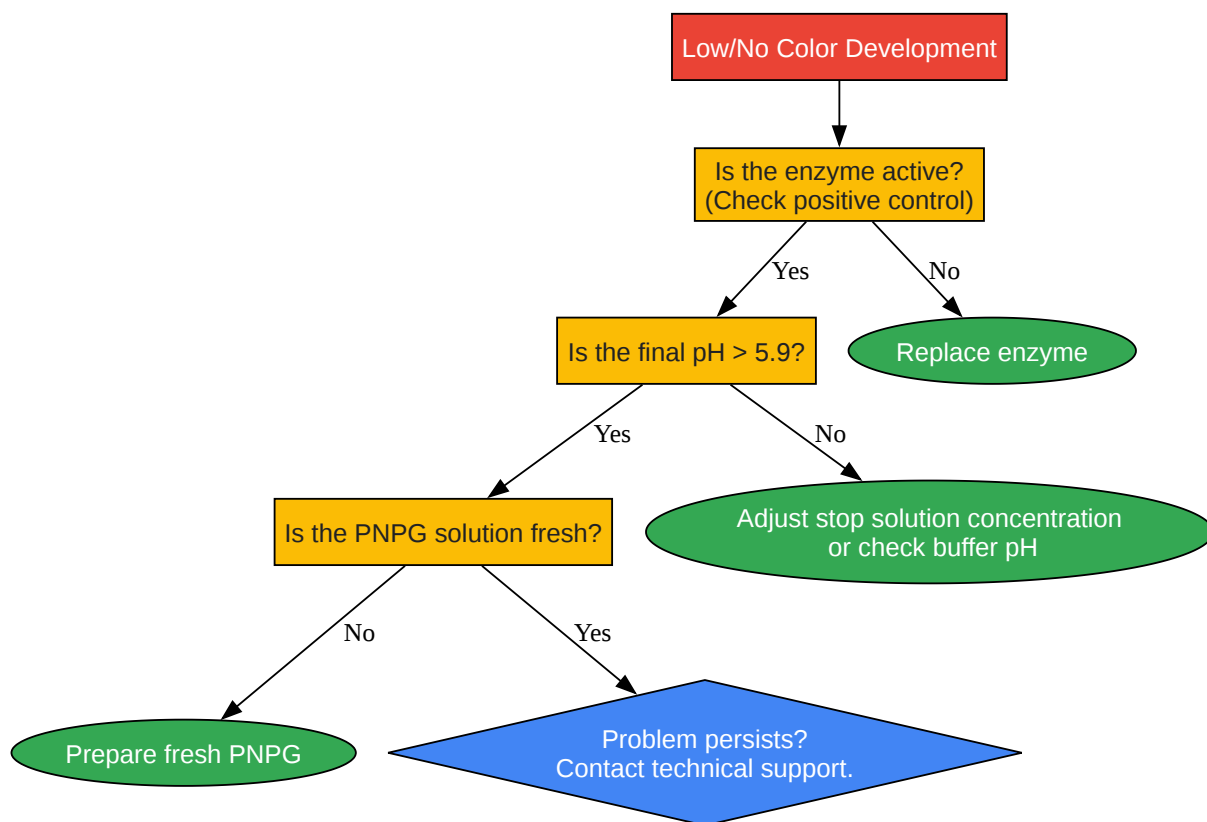 Low/No Color Development
Is the enzyme active?
(Check positive control)
Yes
No
Is the final pH > 5.9?
Replace enzyme
Yes
No
Is the PNPG solution fresh?
Adjust stop solution concentration
or check buffer pH
No
Yes
Prepare fresh PNPG
Problem persists?
Contact technical support.